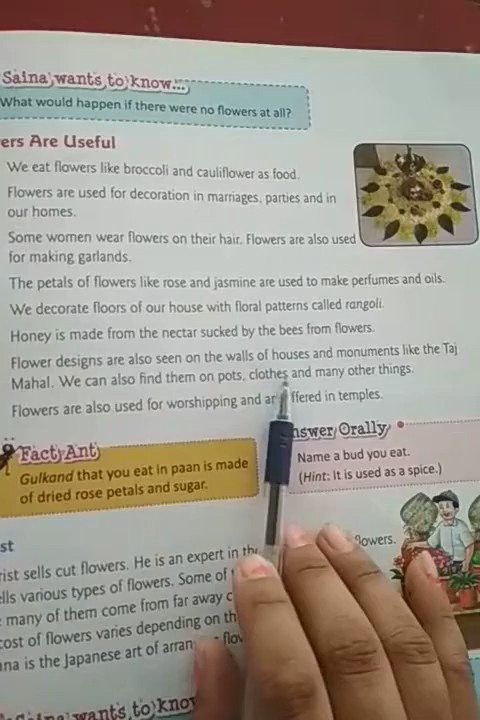 Saina wants to know...
What would happen if there were no flowers at all?
ers Are Useful
We eat flowers like broccoli and cauliflower as food.
Flowers are used for decoration in marriages, parties and in
our homes.
Some women wear flowers on their hair. Flowers are also used
for making garlands.
The petals of flowers like rose and jasmine are used to make perfumes and oils.
We decorate floors of our house with floral patterns called rangoli.
Honey is made from the nectar sucked by the bees from flowers.
Flower designs are also seen on the walls of houses and monuments like the Taj
Mahal. We can also find them on pots, clothes and many other things.
Flowers are also used for worshipping and ar ffered in temples.
Fact Ant
Gulkand that you eat in paan is made
of dried rose petals and sugar.
nswer Orally
Name a bud you eat.
(Hint: It is used as a spice.)
st
rist sells cut flowers. He is an expert in th
flowers.
lls various types of flowers. Some of
many of them come from far away c
cost of flowers varies depending on th
na is the Japanese art of arran flov
Saina wants to know